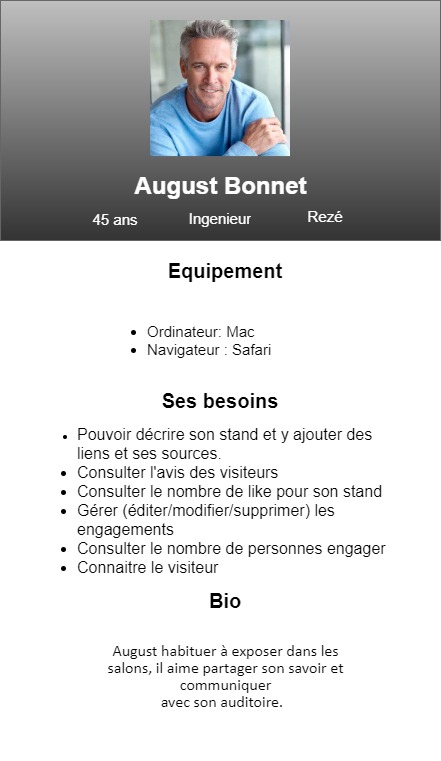 August Bonnet
45 ans Ingenieur Rezé
Equipement
• Ordinateur: Mac
• Navigateur : Safari
Ses besoins
• Pouvoir décrire son stand et y ajouter des
liens et ses sources.
• Consulter l'avis des visiteurs
• Consulter le nombre de like pour son stand
• Gérer (éditer/modifier/supprimer) les
engagements
• Consulter le nombre de personnes engager
• Connaitre le visiteur
Bio
August habituer à exposer dans les
salons, il aime partager son savoir et
communiquer
avec son auditoire.